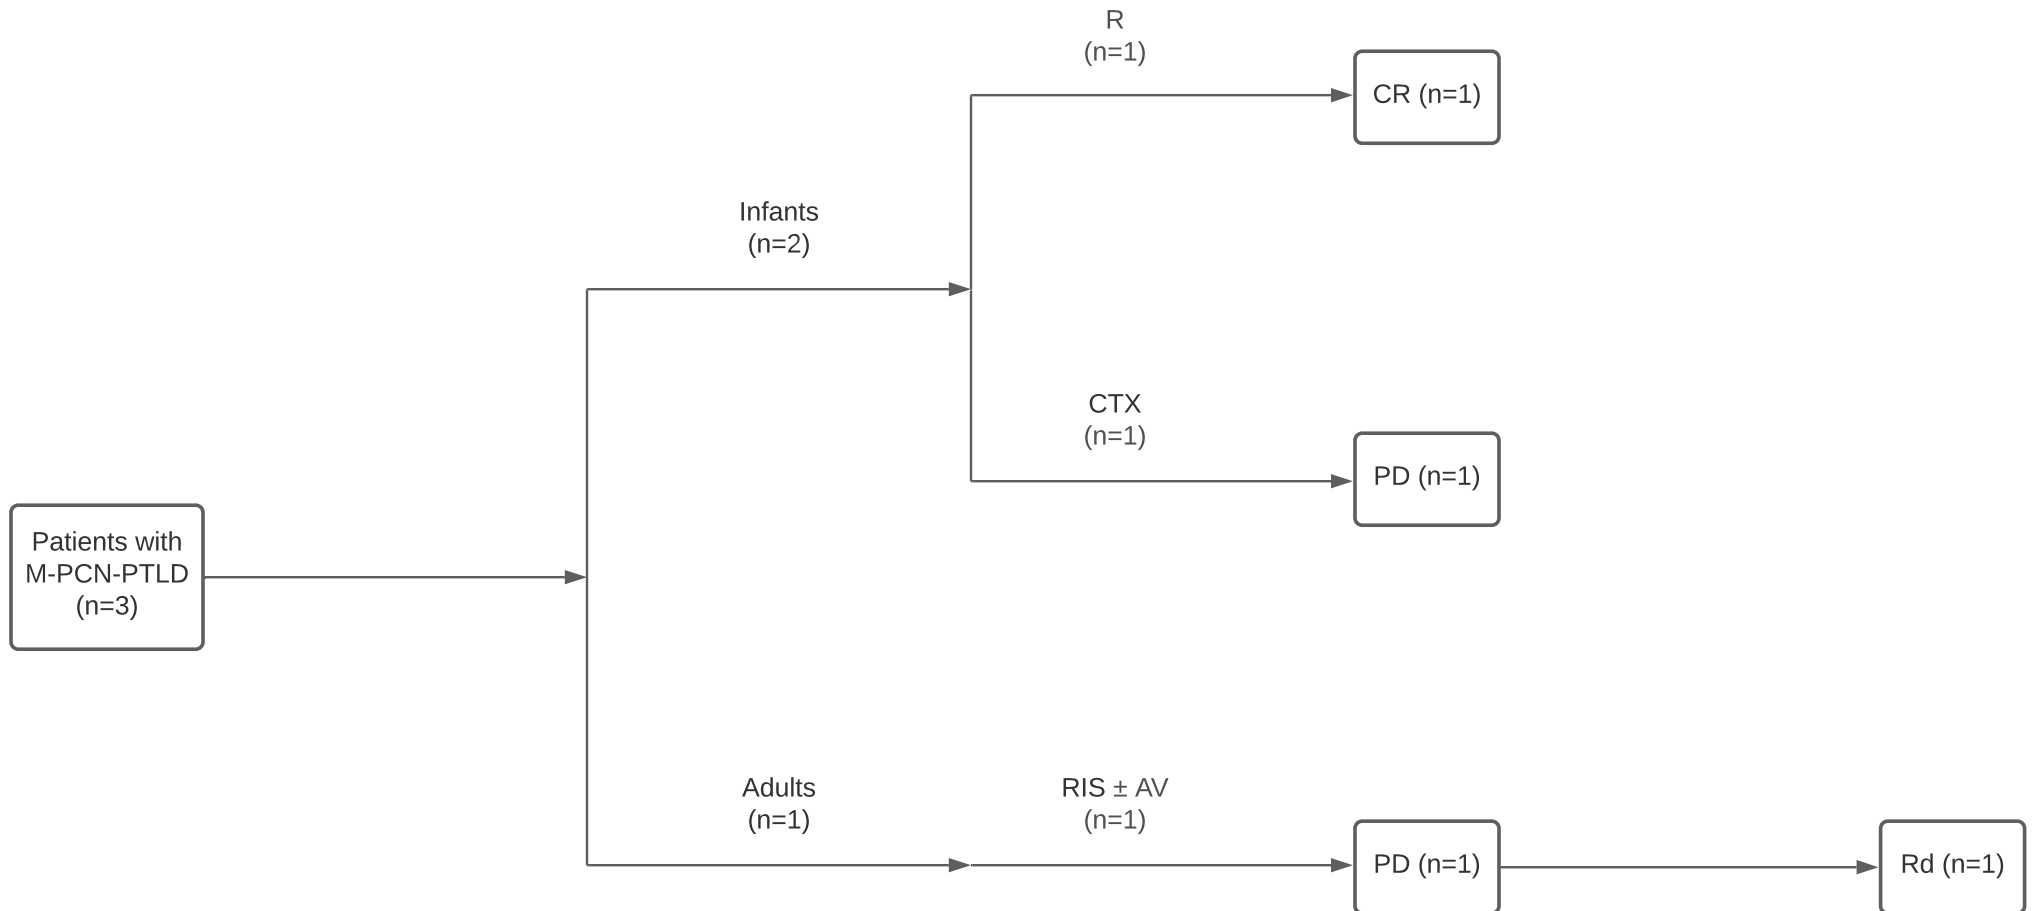 R
(n=1)
CR (n=1)
Infants
(n=2)
CTX
(n=1)
PD (n=1)
Patients with
M-PCN-PTLD
(n=3)
Adults
(n=1)
RIS ± AV
(n=1)
PD (n=1)
Rd (n=1)